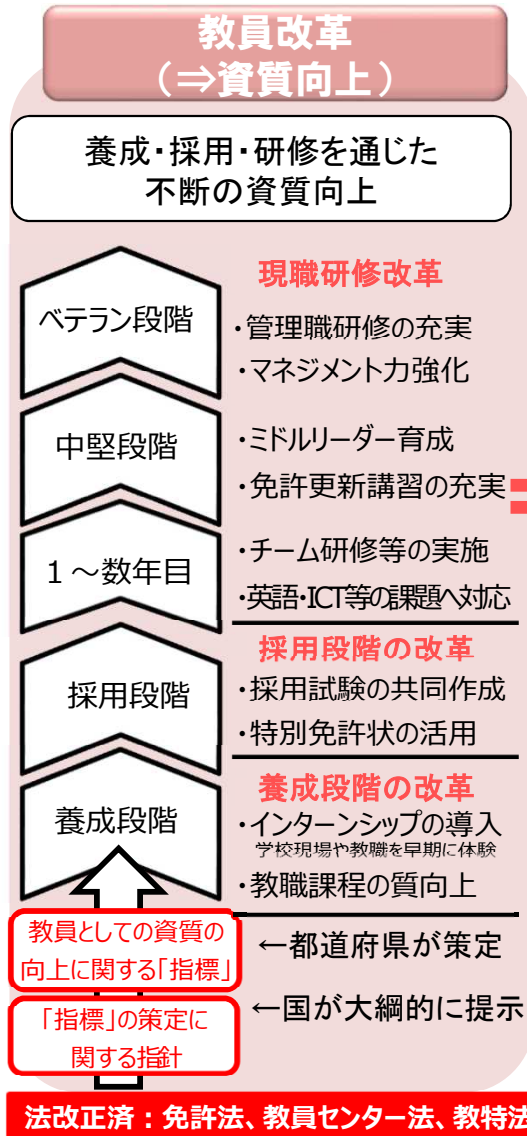 教員改革
(⇒資質向上)
養成・採用・研修を通じた
不断の資質向上
現職研修改革
ベテラン段階
・管理職研修の充実
・マネジメント力強化
中堅段階
・ミドルリーダー育成
・免許更新講習の充実
1～数年目
・チーム研修等の実施
・英語・ICT等の課題へ対応
採用段階の改革
採用段階
・採用試験の共同作成
・特別免許状の活用
養成段階の改革
養成段階
・インターンシップの導入
学校現場や教職を早期に体験
・教職課程の質向上
教員としての資質の
向上に関する「指標」
←都道府県が策定
「指標」の策定に
関する指針
←国が大綱的に提示
法改正済：免許法、教員センター法、教特法